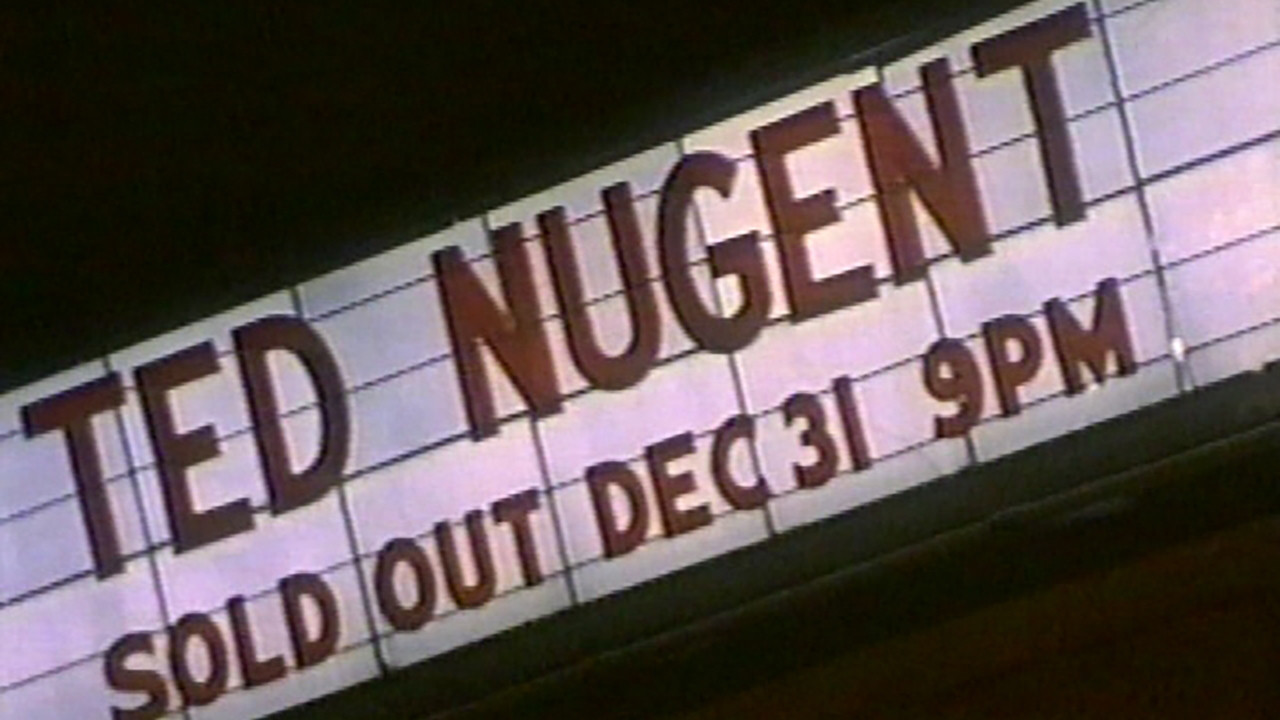 TED NUGENT
SOLD OUT DEC 31 9PM